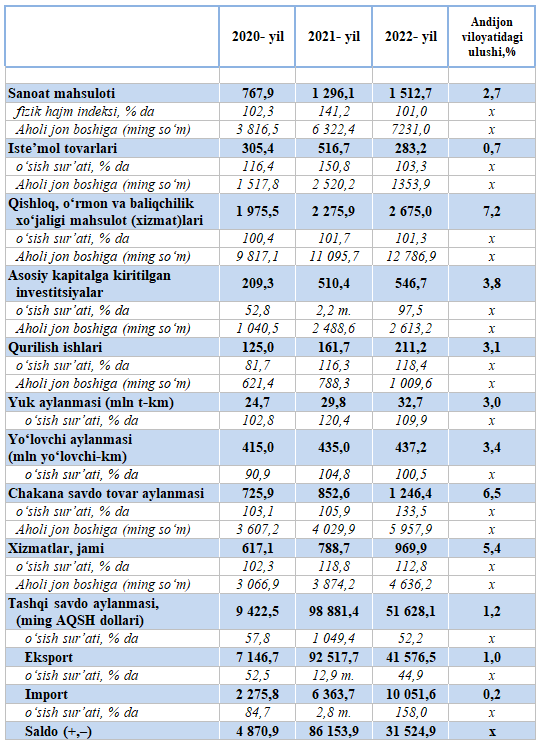 2020- yil 2021- yil 2022- yil Andijon viloyatidagi ulushi,%
Sanoat mahsuloti 767,9 1 296,1 1 512,7 2,7
fizik hajm indeksi, % da 102,3 141,2 101,0 x
Aholi jon boshiga (ming so‘m) 3 816,5 6 322,4 7231,0 x
Iste’mol tovarlari 305,4 516,7 283,2 0,7
o‘sish sur’ati, % da 116,4 150,8 103,3 x
Aholi jon boshiga (ming so‘m) 1 517,8 2 520,2 1353,9 x
Qishloq, o‘rmon va baliqchilik
xo‘jaligi mahsulot (xizmat)lari 1 975,5 2 275,9 2 675,0 7,2
o‘sish sur’ati, % da 100,4 101,7 101,3 x
Aholi jon boshiga (ming so‘m) 9 817,1 11 095,7 12 786,9 x
Asosiy kapitalga kiritilgan
investitsiyalar 209,3 510,4 546,7 3,8
o‘sish sur’ati, % da 52,8 2,2 m. 97,5 x
Aholi jon boshiga (ming so‘m) 1 040,5 2 488,6 2 613,2 x
Qurilish ishlari 125,0 161,7 211,2 3,1
o‘sish sur’ati, % da 81,7 116,3 118,4 x
Aholi jon boshiga (ming so‘m) 621,4 788,3 1 009,6 x
Yuk aylanmasi (mln t-km) 24,7 29,8 32,7 3,0
o‘sish sur’ati, % da 102,8 120,4 109,9 x
Yo‘lovchi aylanmasi
(mln yo‘lovchi-km) 415,0 435,0 437,2 3,4
o‘sish sur’ati, % da 90,9 104,8 100,5 x
Chakana savdo tovar aylanmasi 725,9 852,6 1 246,4 6,5
o‘sish sur’ati, % da 103,1 105,9 133,5 x
Aholi jon boshiga (ming so‘m) 3 607,2 4 029,9 5 957,9 x
Xizmatlar, jami 617,1 788,7 969,9 5,4
o‘sish sur’ati, % da 102,3 118,8 112,8 x
Aholi jon boshiga (ming so‘m) 3 066,9 3 874,2 4 636,2 x
Tashqi savdo aylanmasi,
(ming AQSH dollari) 9 422,5 98 881,4 51 628,1 1,2
o‘sish sur’ati, % da 57,8 1 049,4 52,2 x
Eksport 7 146,7 92 517,7 41 576,5 1,0
o‘sish sur’ati, % da 52,5 12,9 m. 44,9 x
Import 2 275,8 6 363,7 10 051,6 0,2
o‘sish sur’ati, % da 84,7 2,8 m. 158,0 x
Saldo (+,–) 4 870,9 86 153,9 31 524,9 x